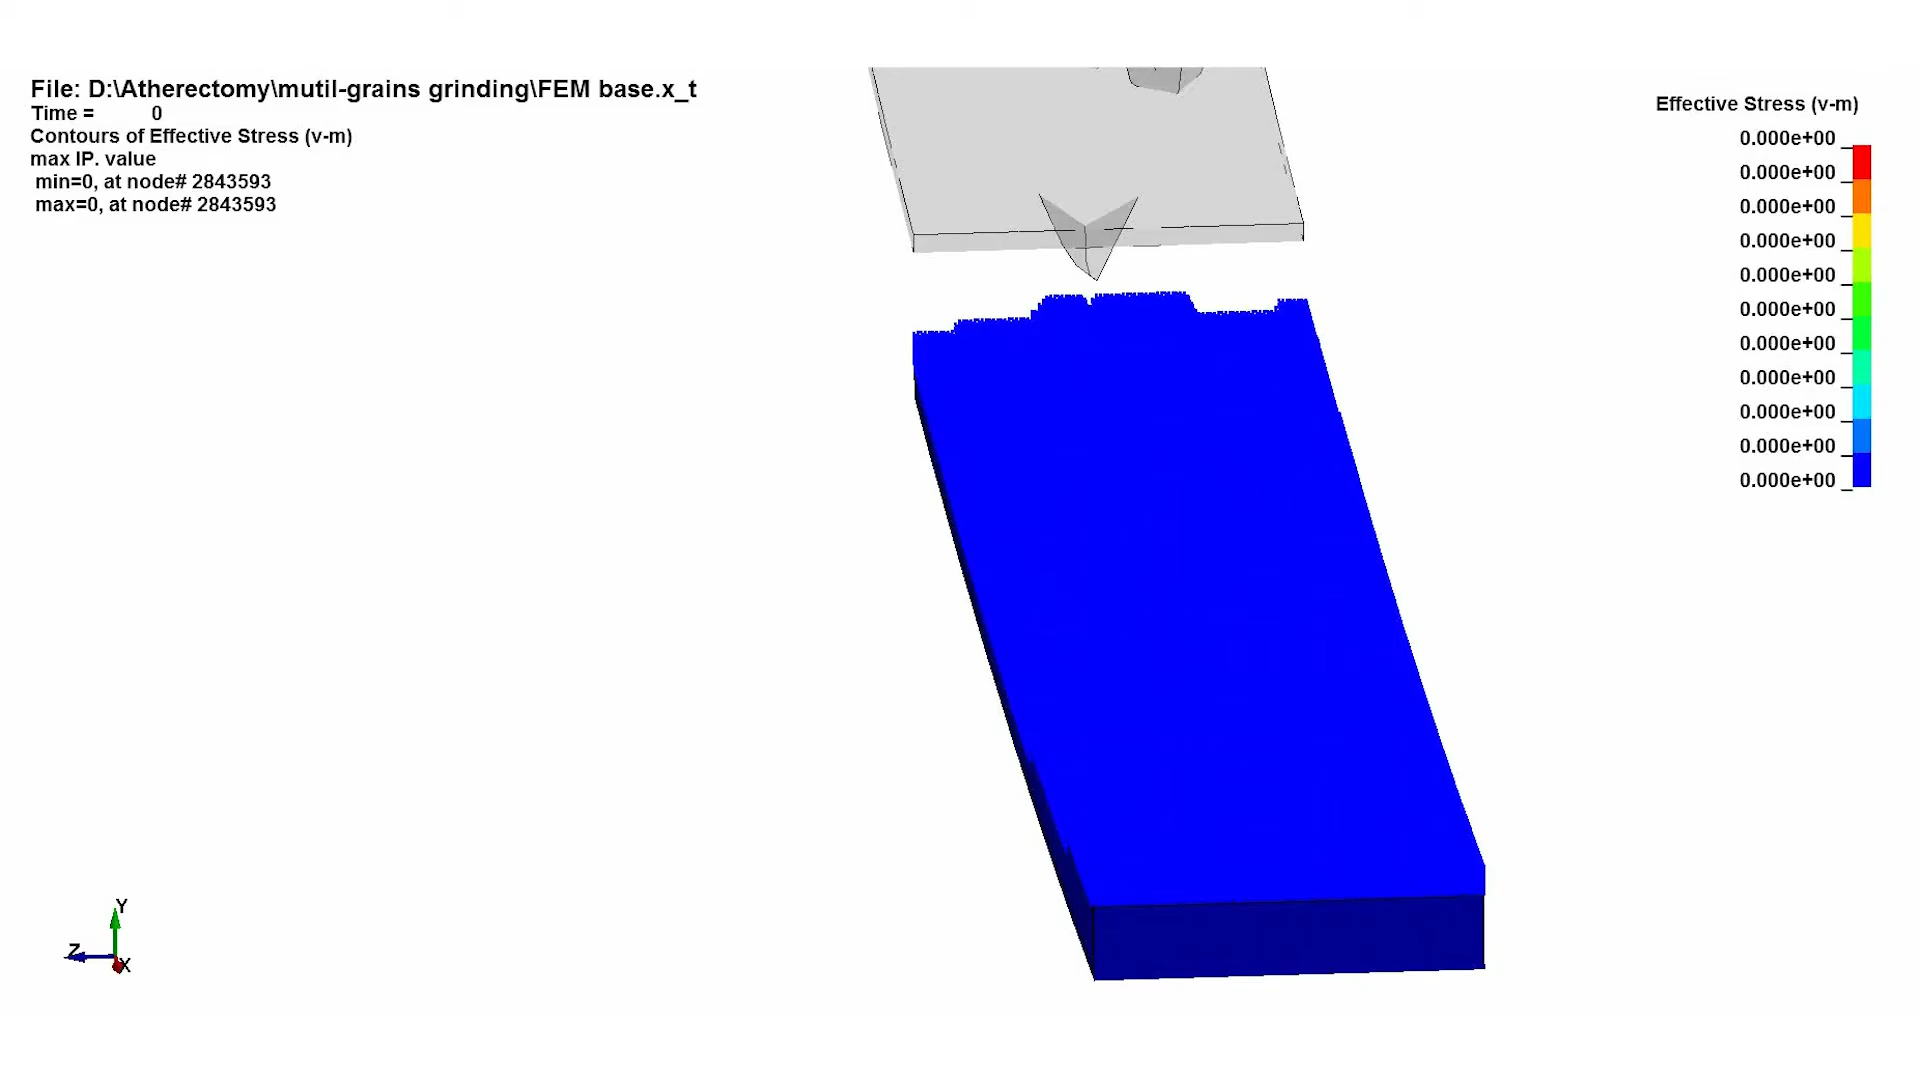 File: D:\Atherectomy\mutil-grains grinding\FEM base.x_t
Time = 0
Contours of Effective Stress (v-m)
max IP. value
min=0, at node# 2843593
max=0, at node# 2843593
Effective Stress (v-m)
0.000e+00
0.000e+00
0.000e+00
0.000e+00
0.000e+00
0.000e+00
0.000e+00
0.000e+00
0.000e+00
0.000e+00
0.000e+00
Y
Z
X